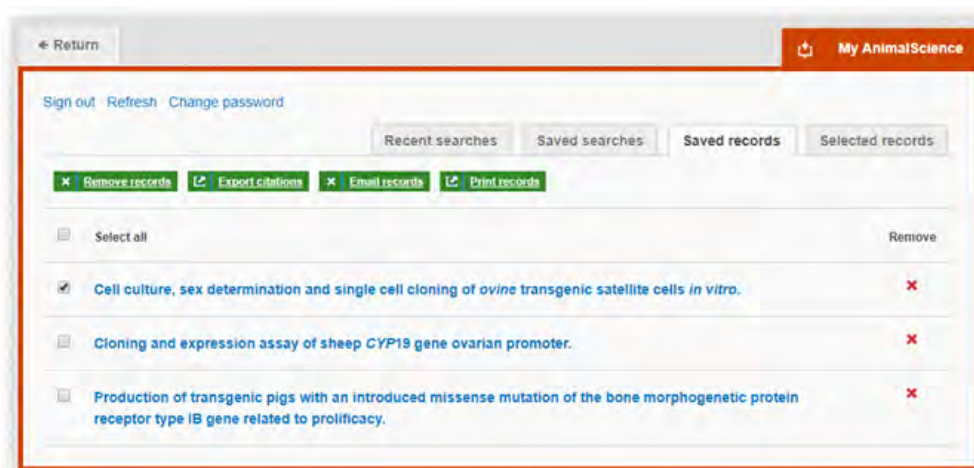 ← Return
My AnimalScience
Sign out Refresh Change password
Recent searches Saved searches Saved records Selected records
Remove records Export citations Email records Print records
Select all Remove
Cell culture, sex determination and single cell cloning of ovine transgenic satellite cells in vitro.
Cloning and expression assay of sheep CYP19 gene ovarian promoter.
Production of transgenic pigs with an introduced missense mutation of the bone morphogenetic protein
receptor type IB gene related to prolificacy.